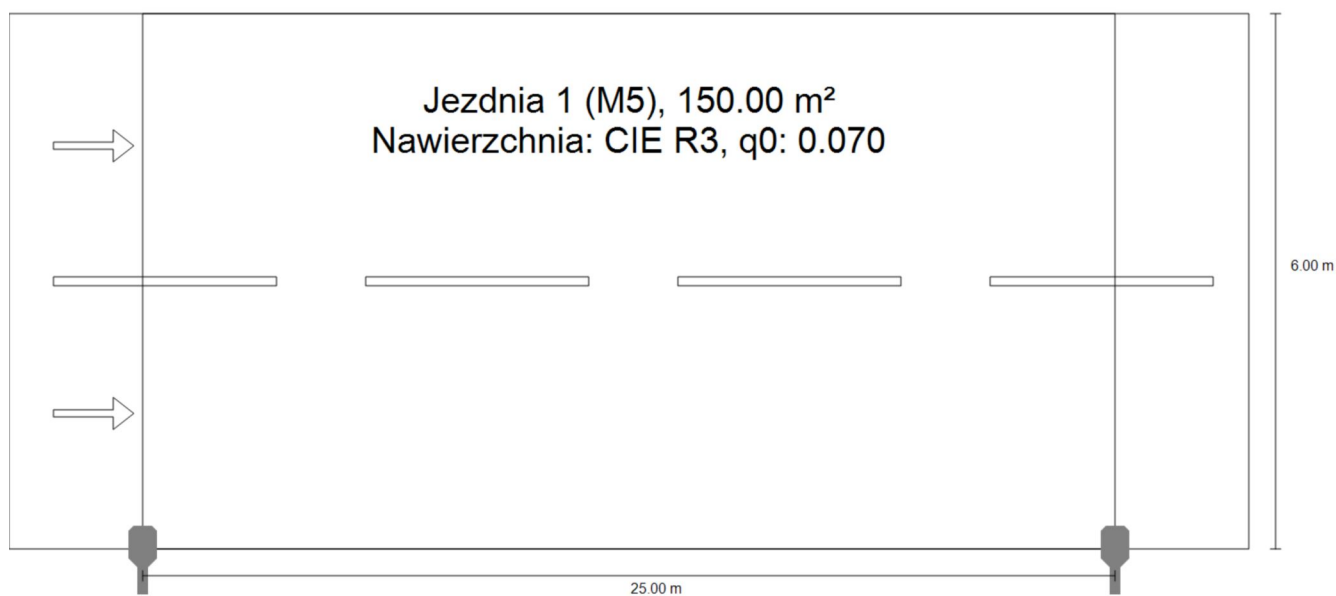 Jezdnia 1 (M5), 150.00 m²
Nawierzchnia: CIE R3, q0: 0.070
6.00 m
25.00 m